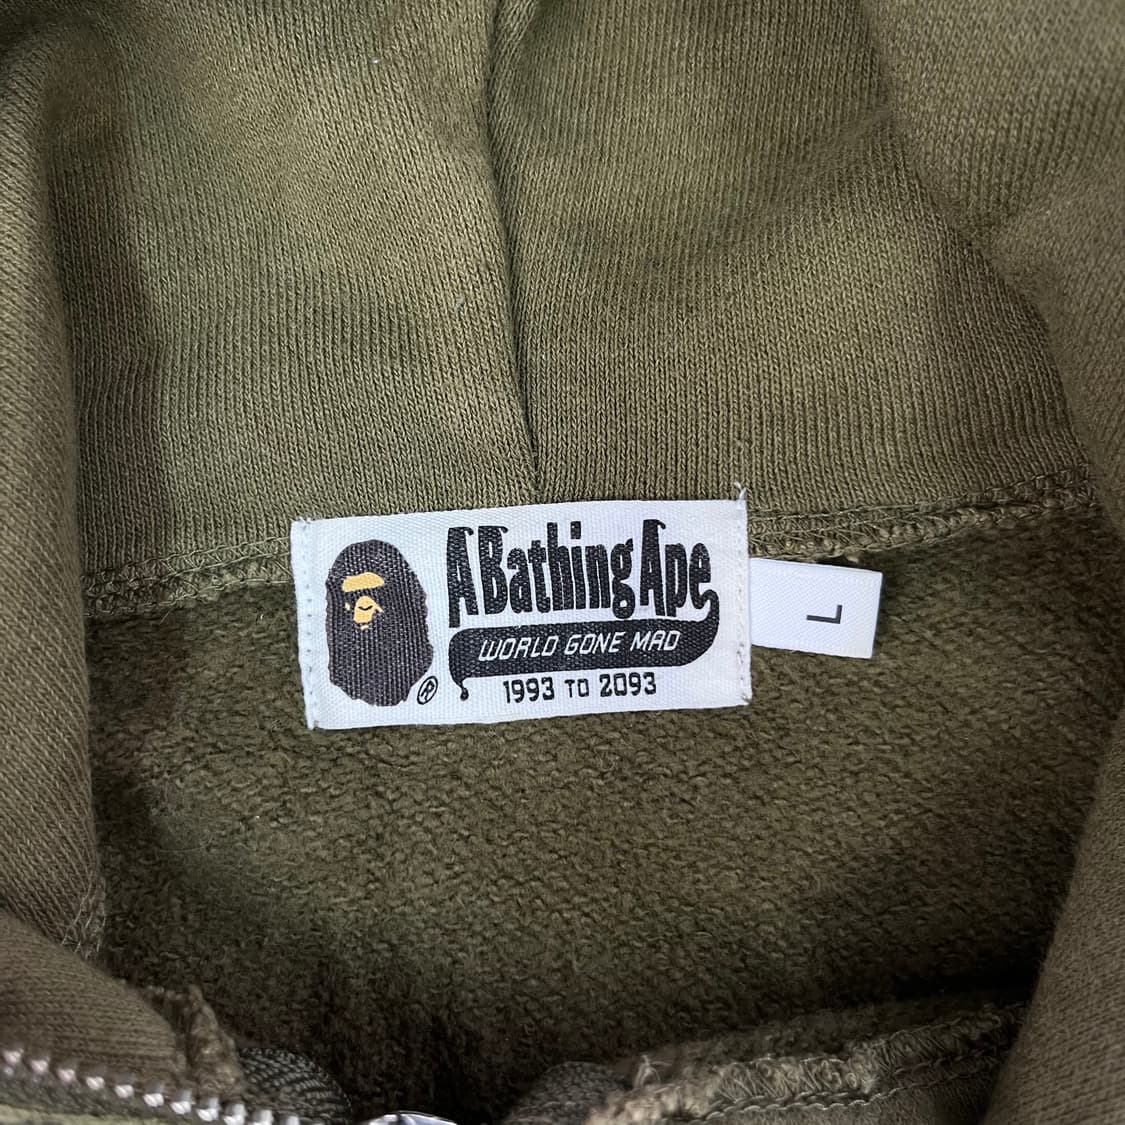 A Bathing Ape
WORLD GONE MAD
1993 TO 2093
®
L